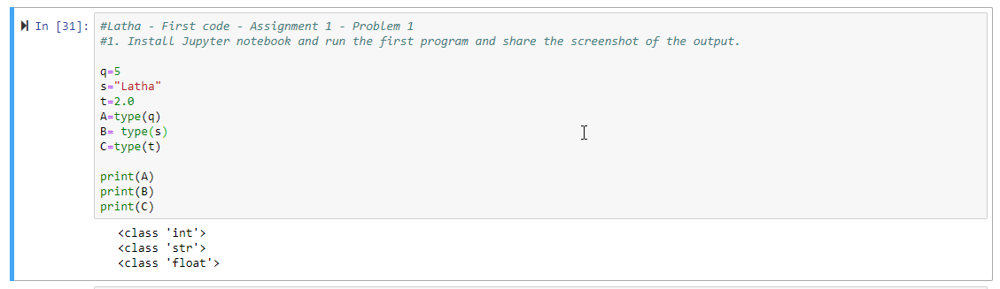 In [31]: #Latha - First code - Assignment 1 - Problem 1
#1. Install Jupyter notebook and run the first program and share the screenshot of the output.
q=5
s="Latha"
t=2.0
A=type(q)
B= type(s)
C=type(t)
print(A)
print(B)
print(C)
<class 'int'>
<class 'str'>
<class 'float'>